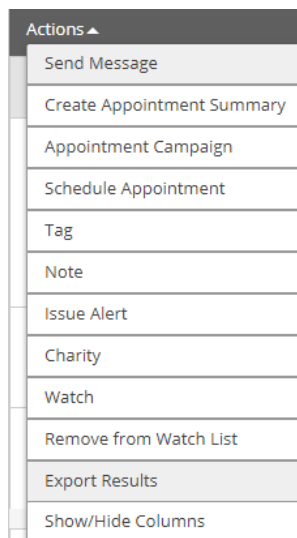 Actions▲
Send Message
Create Appointment Summary
Appointment Campaign
Schedule Appointment
Tag
Note
Issue Alert
Charity
Watch
Remove from Watch List
Export Results
Show/Hide Columns